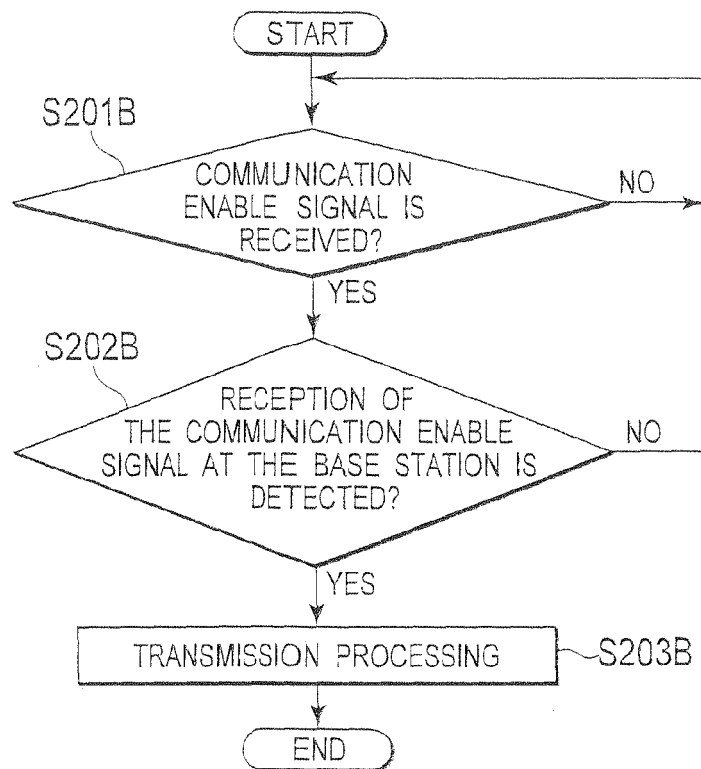 START
S201B
COMMUNICATION
ENABLE SIGNAL IS
RECEIVED?
NO
YES
S202B
RECEPTION OF
THE COMMUNICATION ENABLE
SIGNAL AT THE BASE STATION IS
DETECTED?
NO
YES
TRANSMISSION PROCESSING
S203B
END